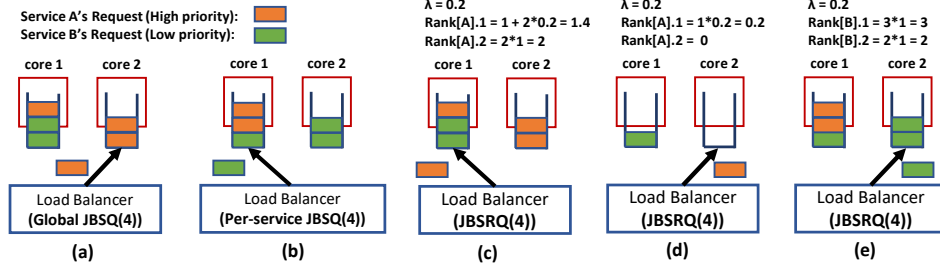 Service A's Request (High priority):
Service B's Request (Low priority):
core 1
core 2
Load Balancer
(Global JBSQ(4))
(a)
core 1
core 2
Load Balancer
(Per-service JBSQ(4))
(b)
λ = 0.2
Rank[A].1 = 1 + 2*0.2 = 1.4
Rank[A].2 = 2*1 = 2
core 1
core 2
Load Balancer
(JBSRQ(4))
(c)
λ = 0.2
Rank[A].1 = 1*0.2 = 0.2
Rank[A].2 = 0
core 1
core 2
Load Balancer
(JBSRQ(4))
(d)
λ = 0.2
Rank[B].1 = 3*1 = 3
Rank[B].2 = 2*1 = 2
core 1
core 2
Load Balancer
(JBSRQ(4))
(e)